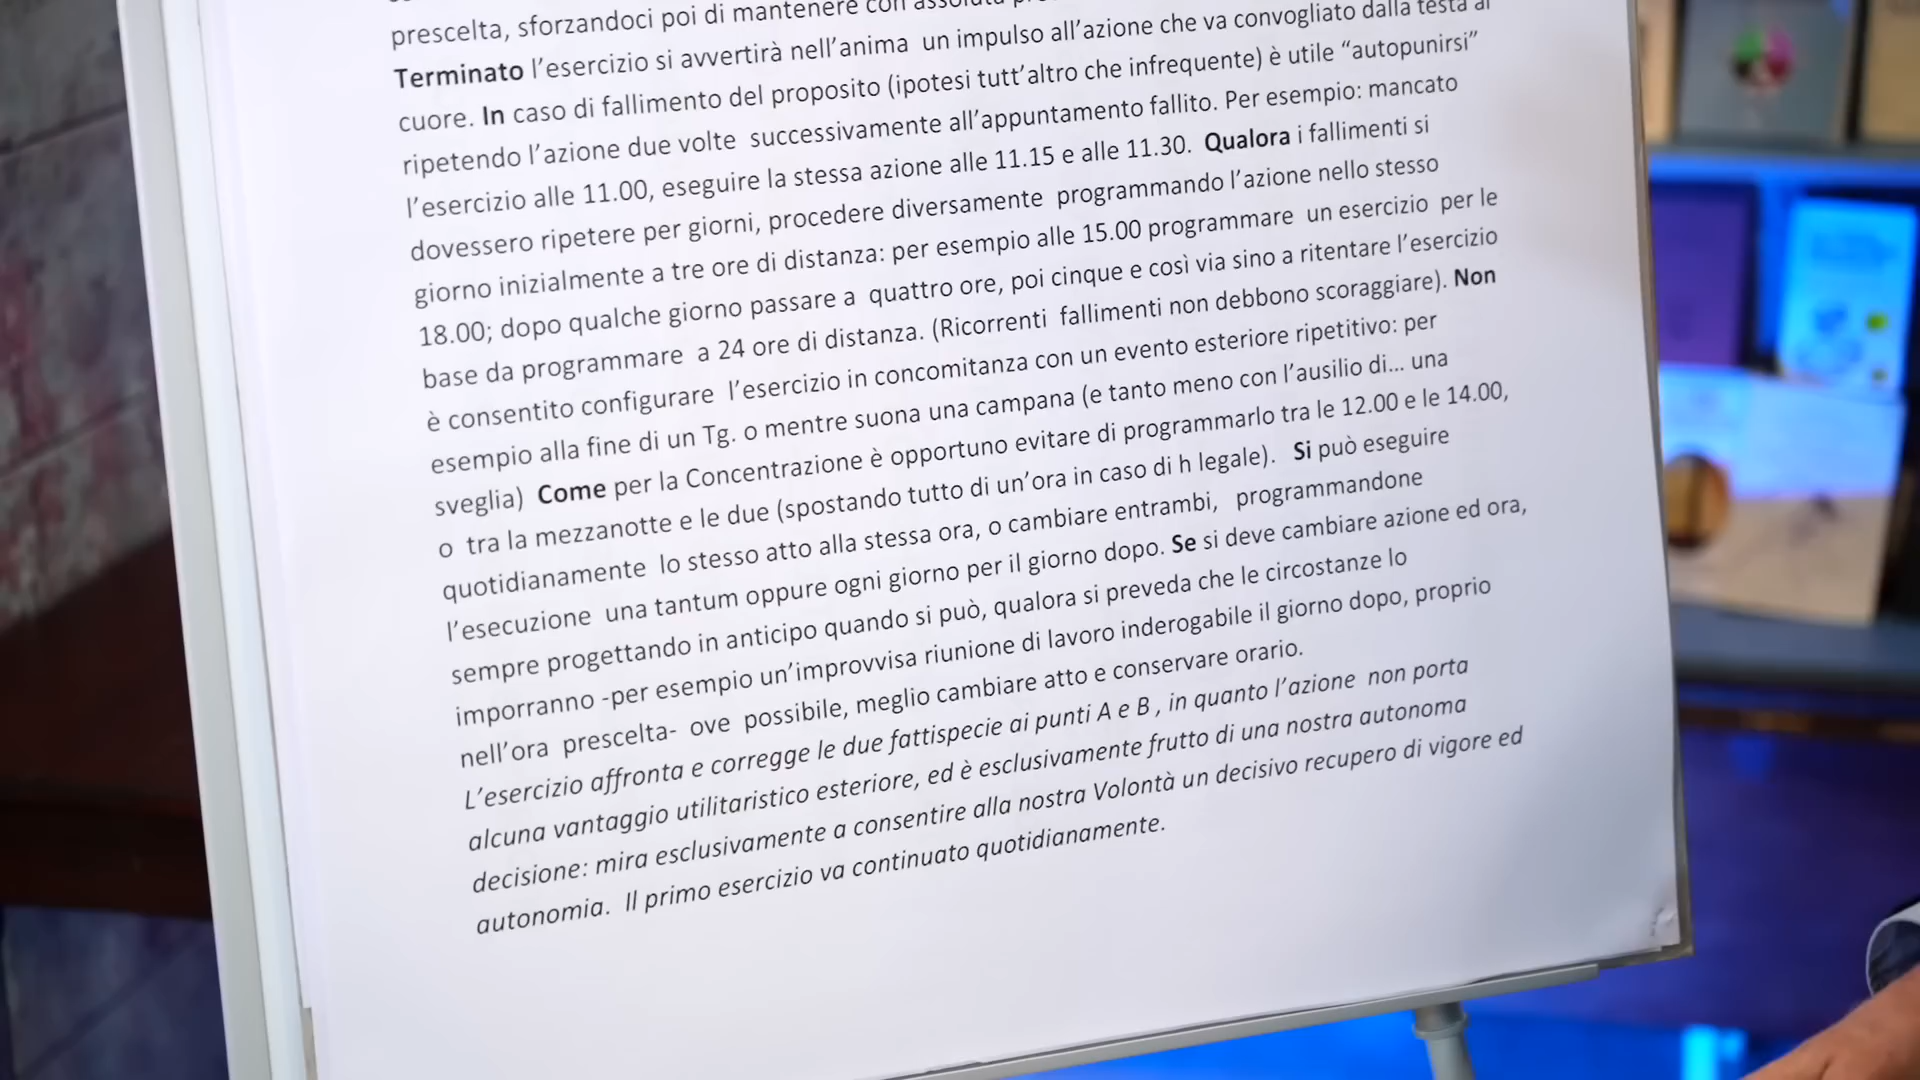 prescelta, sforzandoci poi di mantenere con
Terminato l'esercizio si avvertirà nell'anima un impulso all'azione che va convogliato dalla testa al
cuore. In caso di fallimento del proposito (ipotesi tutt'altro che infrequente) è utile “autopunirsi”
ripetendo l'azione due volte successivamente all'appuntamento fallito. Per esempio: mancato
l'esercizio alle 11.00, eseguire la stessa azione alle 11.15 e alle 11.30. Qualora i fallimenti si
dovessero ripetere per giorni, procedere diversamente programmando l'azione nello stesso
giorno inizialmente a tre ore di distanza: per esempio alle 15.00 programmare un esercizio per le
18.00; dopo qualche giorno passare a quattro ore, poi cinque e così via sino a ritentare l'esercizio
base da programmare a 24 ore di distanza. (Ricorrenti fallimenti non debbono scoraggiare). Non
è consentito configurare l'esercizio in concomitanza con un evento esteriore ripetitivo: per
esempio alla fine di un Tg. o mentre suona una campana (e tanto meno con l'ausilio di... una
sveglia) Come per la Concentrazione è opportuno evitare di programmarlo tra le 12.00 e le 14.00,
o tra la mezzanotte e le due (spostando tutto di un'ora in caso di h legale). Si può eseguire
quotidianamente lo stesso atto alla stessa ora, o cambiare entrambi, programmandone
l'esecuzione una tantum oppure ogni giorno per il giorno dopo. Se si deve cambiare azione ed ora,
sempre progettando in anticipo quando si può, qualora si preveda che le circostanze lo
imporranno -per esempio un'improvvisa riunione di lavoro inderogabile il giorno dopo, proprio
nell'ora prescelta- ove possibile, meglio cambiare atto e conservare orario.
L'esercizio affronta e corregge le due fattispecie ai punti A e B , in quanto l'azione non porta
alcuna vantaggio utilitaristico esteriore, ed è esclusivamente frutto di una nostra autonoma
decisione: mira esclusivamente a consentire alla nostra Volontà un decisivo recupero di vigore ed
autonomia. Il primo esercizio va continuato quotidianamente.